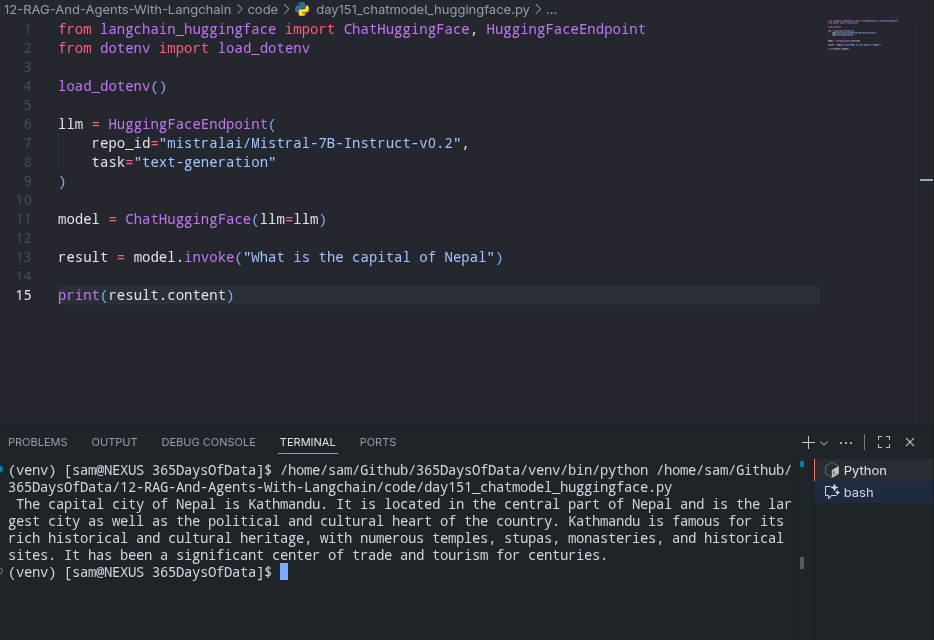 12-RAG-And-Agents-With-Langchain > code > day151_chatmodel_huggingface.py > ...
1 from langchain_huggingface import ChatHuggingFace, HuggingFaceEndpoint
2 from dotenv import load_dotenv
3
4 load_dotenv()
5
6 llm = HuggingFaceEndpoint(
7     repo_id="mistralai/Mistral-7B-Instruct-v0.2",
8     task="text-generation"
9 )
10
11 model = ChatHuggingFace(llm=llm)
12
13 result = model.invoke("What is the capital of Nepal")
14
15 print(result.content)
PROBLEMS OUTPUT DEBUG CONSOLE TERMINAL PORTS
(venv) [sam@NEXUS 365DaysOfData]$ /home/sam/Github/365DaysOfData/venv/bin/python /home/sam/Github/
365DaysOfData/12-RAG-And-Agents-With-Langchain/code/day151_chatmodel_huggingface.py
 The capital city of Nepal is Kathmandu. It is located in the central part of Nepal and is the lar
gest city as well as the political and cultural heart of the country. Kathmandu is famous for its
rich historical and cultural heritage, with numerous temples, stupas, monasteries, and historical
sites. It has been a significant center of trade and tourism for centuries.
(venv) [sam@NEXUS 365DaysOfData]$
Python
bash